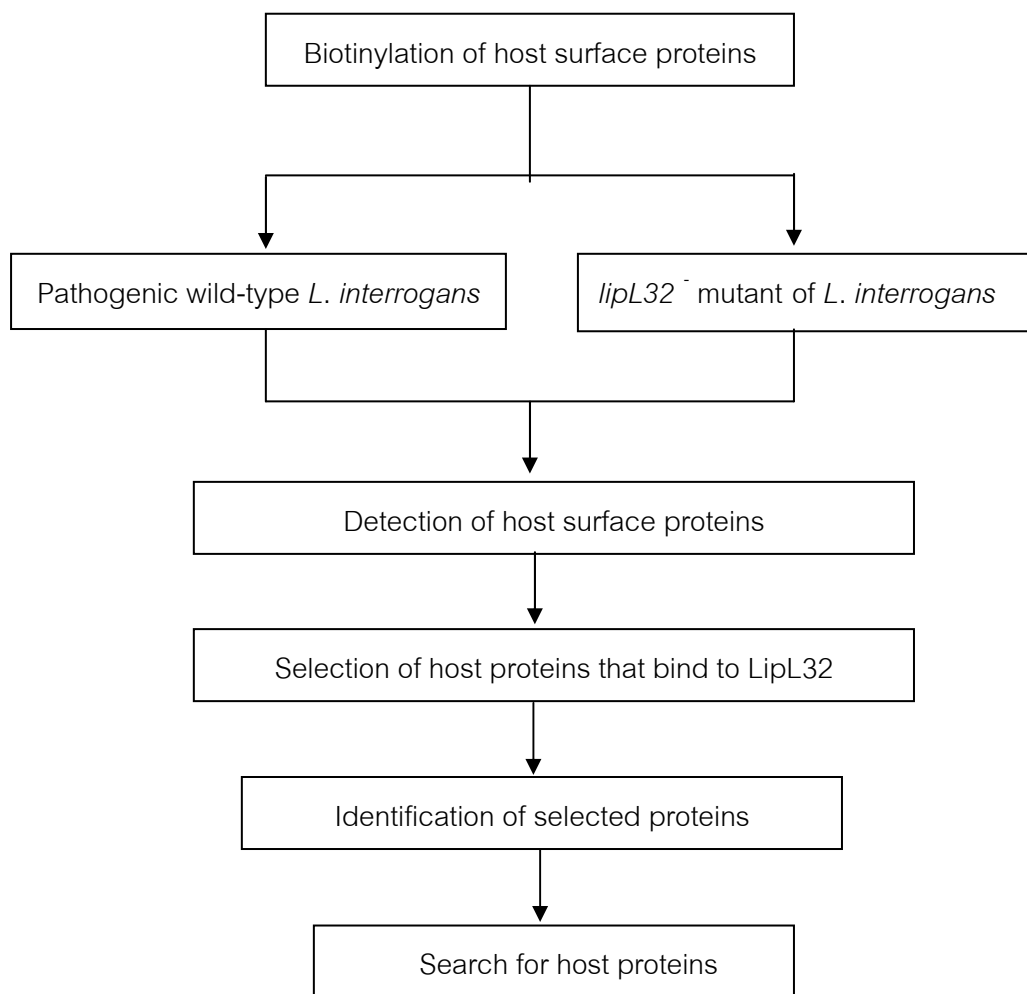 Biotinylation of host surface proteins
Pathogenic wild-type L. interrogans
lipL32 - mutant of L. interrogans
Detection of host surface proteins
Selection of host proteins that bind to LipL32
Identification of selected proteins
Search for host proteins